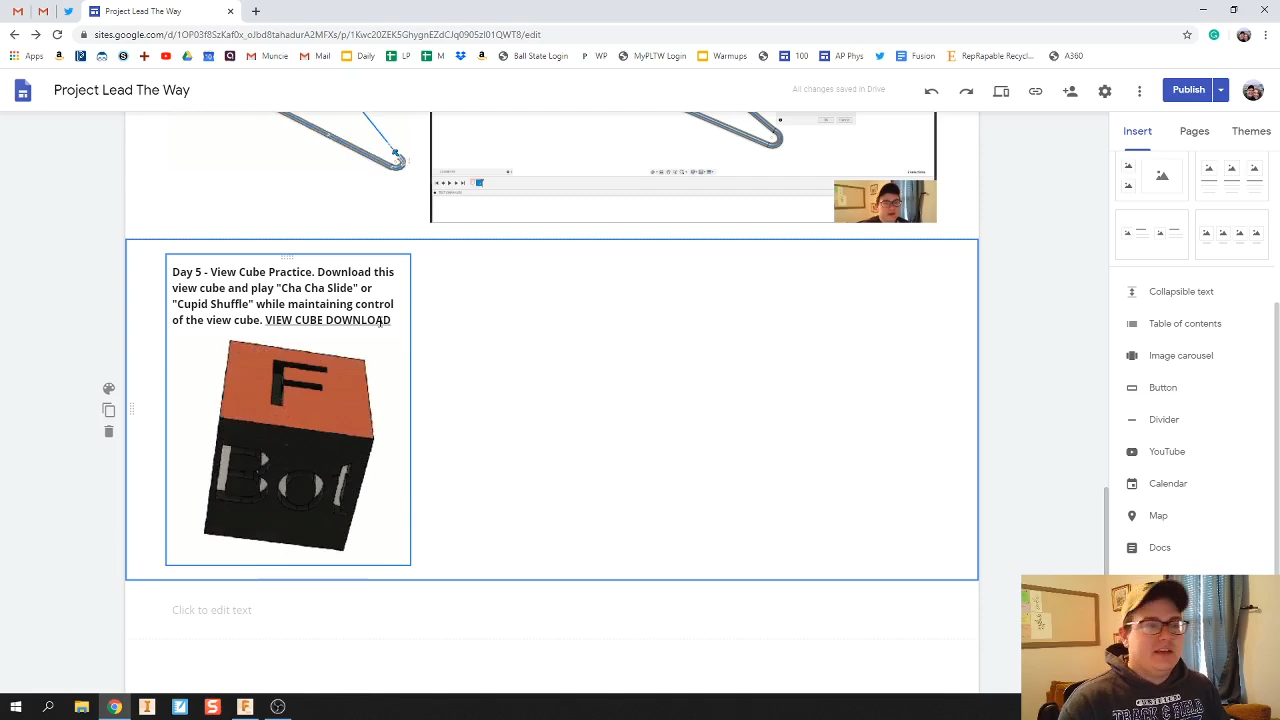 Project Lead The Way
sites.google.com/d/1OP03f8SzKaf0x_oJbd8tahadurA2MFXs/p/1Kwc20ZEK5GhygnEZdCJq0905zl01QWT8/edit
Apps
Muncie
Mail
Daily
LP
M
Ball State Login
WP
MyPLTW Login
Warmups
100
AP Phys
Fusion
RepRapable Recyc...
A360
Project Lead The Way
All changes saved in Drive
Publish
Insert
Pages
Themes
Day 5 - View Cube Practice. Download this
view cube and play "Cha Cha Slide" or
"Cupid Shuffle" while maintaining control
of the view cube. VIEW CUBE DOWNLOAD
F
Bot
Click to edit text
Collapsible text
Table of contents
Image carousel
Button
Divider
YouTube
Calendar
Map
Docs